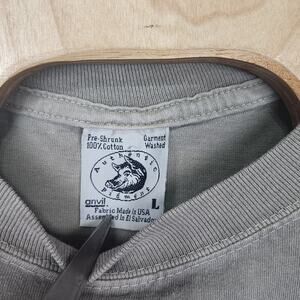 Pre-Shrunk Garment
100% Cotton Washed
Authentic
Pigment
anvil L
Fabric Made in USA
Assembled in El Salvador